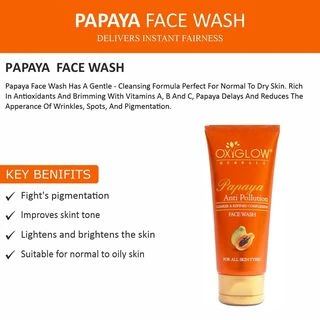 PAPAYA FACE WASH
DELIVERS INSTANT FAIRNESS
PAPAYA FACE WASH
Papaya Face Wash Has A Gentle - Cleansing Formula Perfect For Normal To Dry Skin. Rich
In Antioxidants And Brimming With Vitamins A, B And C, Papaya Delays And Reduces The
Apperance Of Wrinkles, Spots, And Pigmentation.
KEY BENIFITS
Fight's pigmentation
Improves skint tone
Lightens and brightens the skin
Suitable for normal to oily skin
OXYGLOW
HERBALS
Papaya
Anti Pollution
FACE WASH
FOR ALL SKIN TYPES